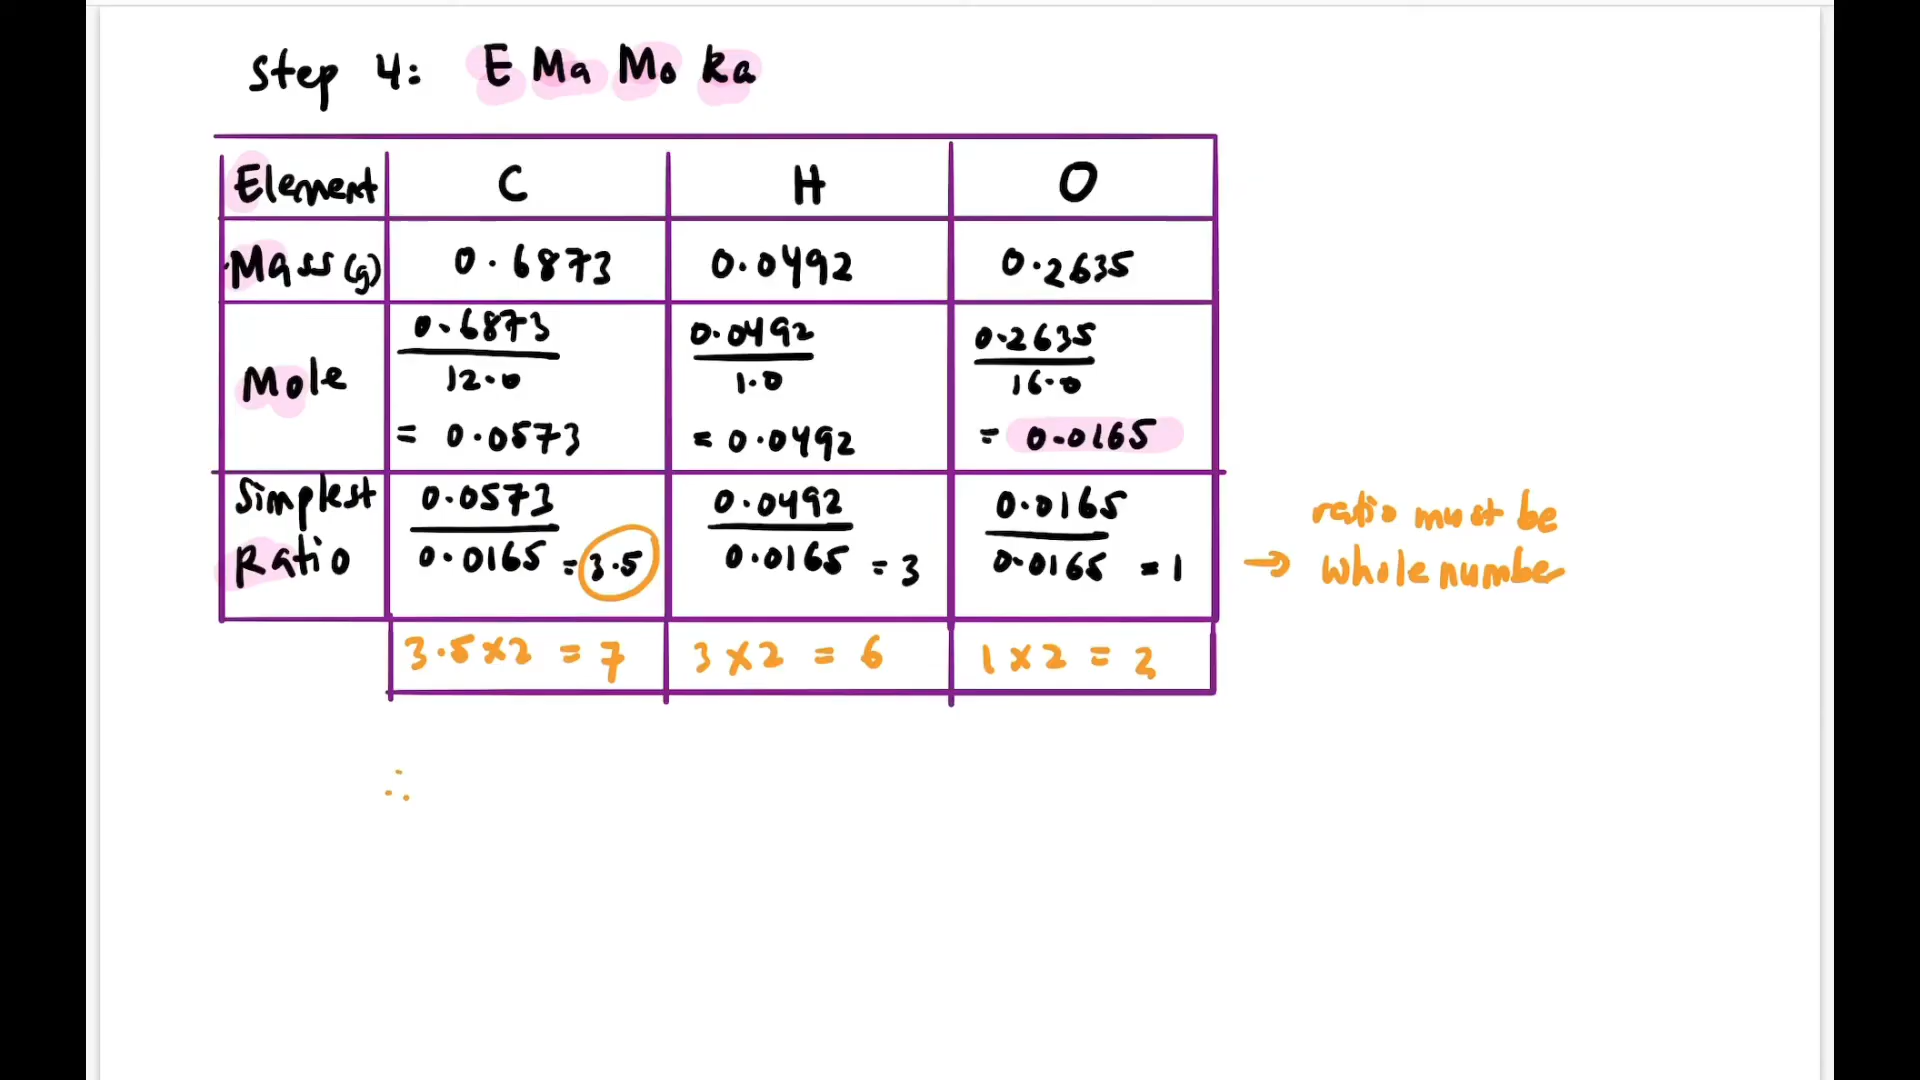 Step 4: E Ma Mo Ra
Element C H O
Mass (g) 0.6873 0.0492 0.2635
Mole 0.6873/12.0 0.0492/1.0 0.2635/16.0
= 0.0573 = 0.0492 = 0.0165
Simplest Ratio 0.0573/0.0165 = 3.5 0.0492/0.0165 = 3 0.0165/0.0165 = 1
→ ratio must be
whole number
3.5 x 2 = 7 3 x 2 = 6 1 x 2 = 2
∴